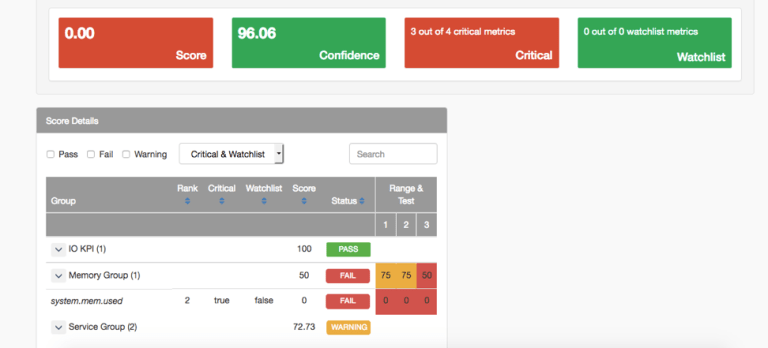 0.00
Score
96.06
Confidence
3 out of 4 critical metrics
Critical
0 out of 0 watchlist metrics
Watchlist
Score Details
Pass Fail Warning Critical & Watchlist Search
Group Rank Critical Watchlist Score Status Range & Test
1 2 3
IO KPI (1) 100 PASS
Memory Group (1) 50 FAIL 75 75 50
system.mem.used 2 true false 0 FAIL 0 0 0
Service Group (2) 72.73 WARNING